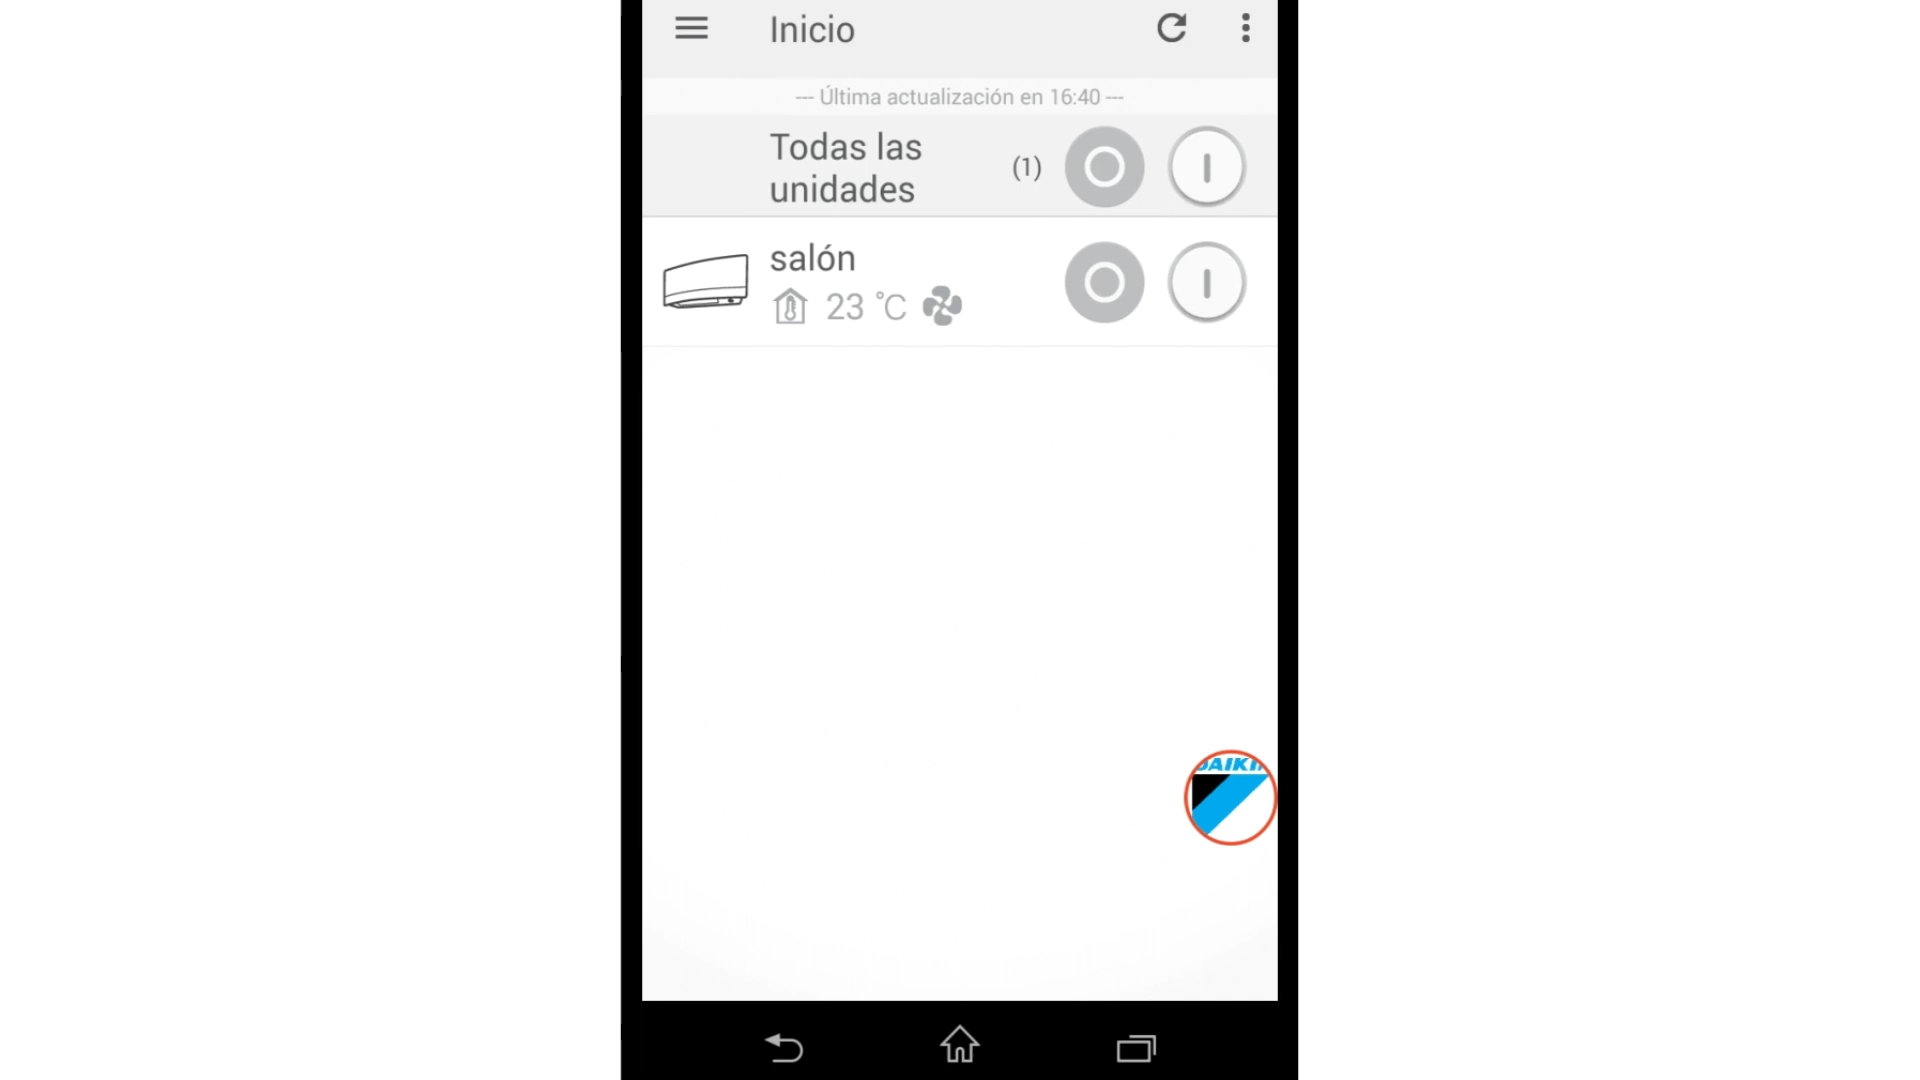 Inicio
--- Última actualización en 16:40 ---
Todas las
unidades
(1)
salón
23 °C
DAIKIN